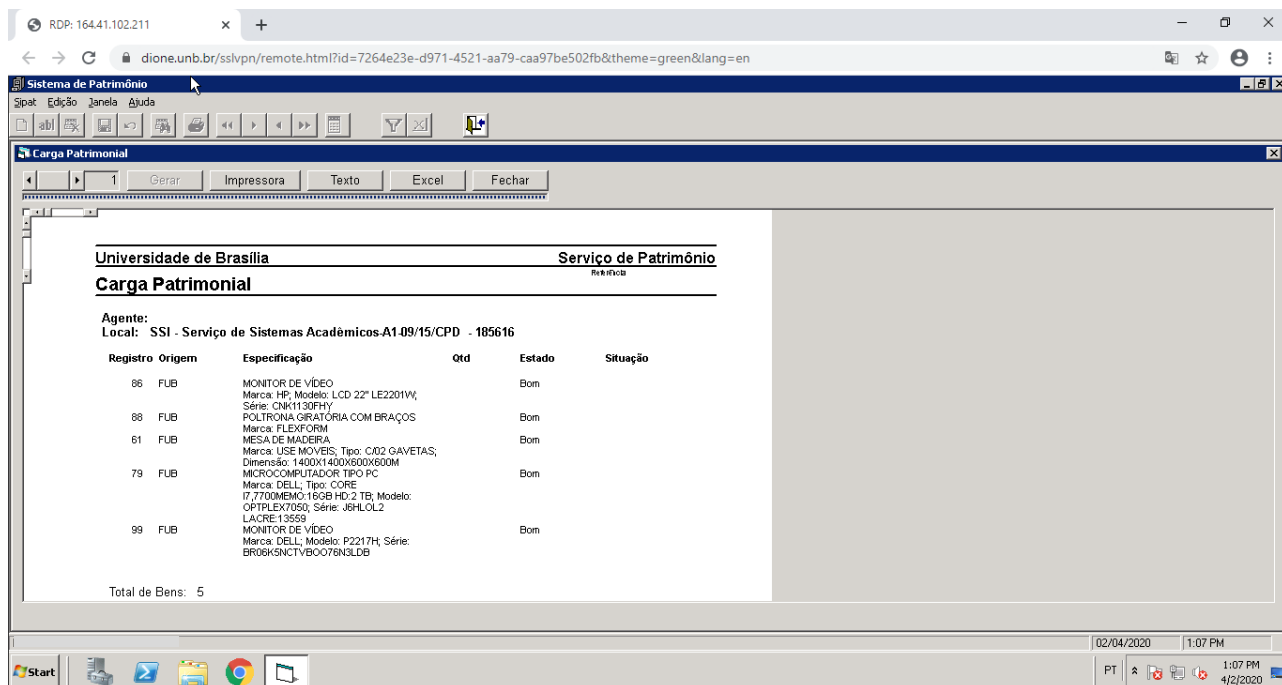 RDP: 164.41.102.211
dione.unb.br/sslvpn/remote.html?id=7264e23e-d971-4521-aa79-caa97be502fb&theme=green&lang=en
Sistema de Patrimônio
Sipat Edição Janela Ajuda
abl
Carga Patrimonial
1 Gerar Impressora Texto Excel Fechar
Universidade de Brasília Serviço de Patrimônio
Referência
Carga Patrimonial
Agente:
Local: SSI - Serviço de Sistemas Acadêmicos-A1-09/15/CPD - 185616
Registro Origem Especificação Qtd Estado Situação
86 FUB MONITOR DE VÍDEO Bom
Marca: HP; Modelo: LCD 22" LE2201W;
Série: CNK1130FHY
88 FUB POLTRONA GIRATÓRIA COM BRAÇOS Bom
Marca: FLEXFORM
61 FUB MESA DE MADEIRA Bom
Marca: USE MOVEIS; Tipo: C/02 GAVETAS;
Dimensão: 1400X1400X600X600M
79 FUB MICROCOMPUTADOR TIPO PC Bom
Marca: DELL; Tipo: CORE
I7,7700MEMO:16GB HD:2 TB; Modelo:
OPTPLEX7050; Série: J6HLOL2
LACRE:13559
99 FUB MONITOR DE VÍDEO Bom
Marca: DELL; Modelo: P2217H; Série:
BR06K5NCTVBOO76N3LDB
Total de Bens: 5
02/04/2020 1:07 PM
Start PT 1:07 PM
4/2/2020